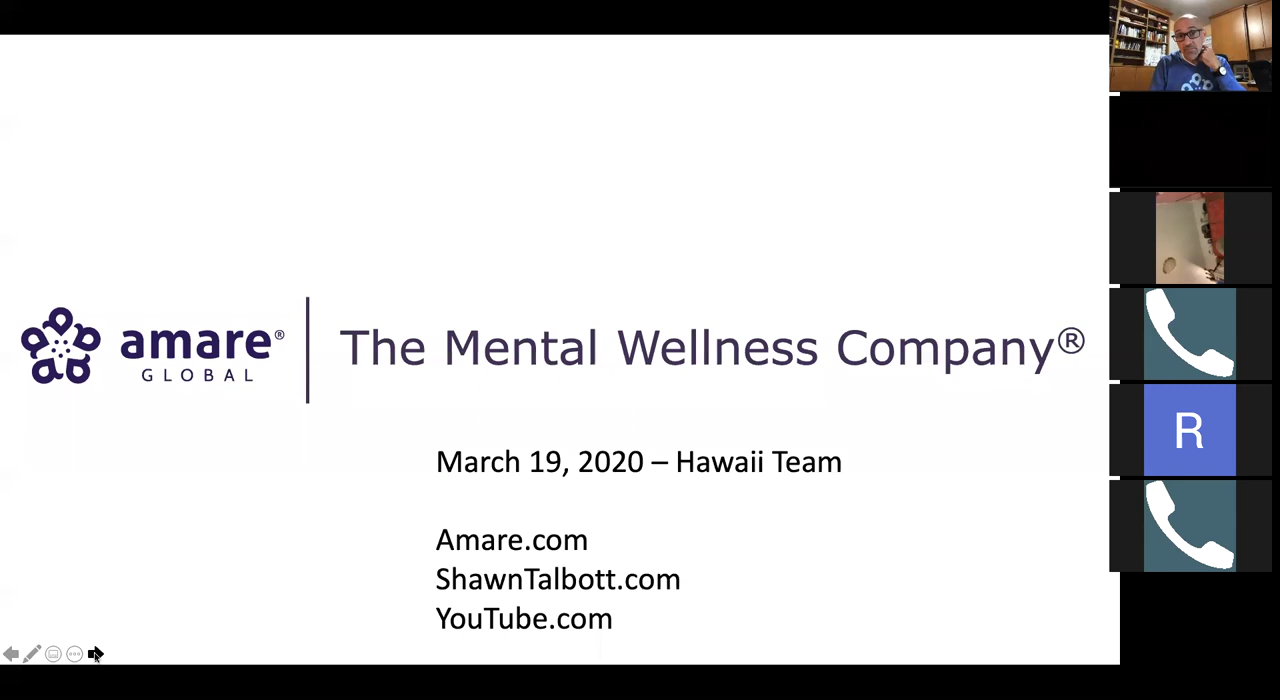 amare®
GLOBAL
The Mental Wellness Company®
March 19, 2020 – Hawaii Team
Amare.com
ShawnTalbott.com
YouTube.com
R